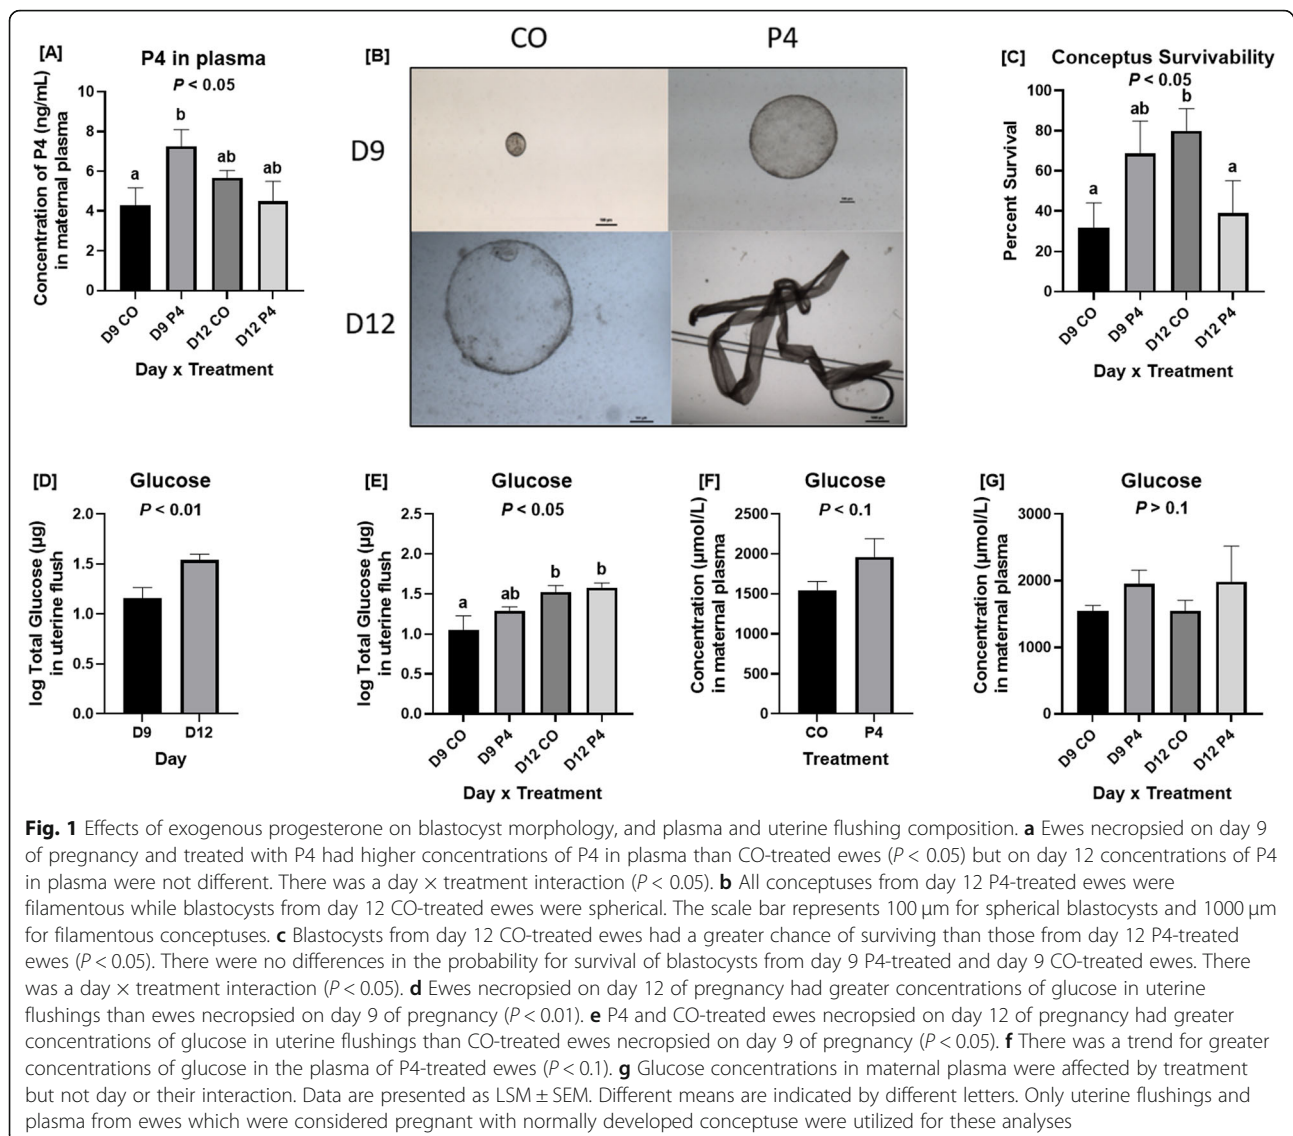 [A]
P4 in plasma
P < 0.05
Concentration of P4 (ng/mL)
in maternal plasma
10
8
6
4
2
0
a
b
ab
ab
D9 CO
D9 P4
D12 CO
D12 P4
Day x Treatment
[B]
CO
P4
D9
D12
[C]
Conceptus Survivability
P < 0.05
Percent Survival
100
80
60
40
20
0
a
ab
b
a
D9 CO
D9 P4
D12 CO
D12 P4
Day x Treatment
[D]
Glucose
P < 0.01
log Total Glucose (µg)
in uterine flush
2.0
1.5
1.0
0.5
0.0
D9
D12
Day
[E]
Glucose
P < 0.05
log Total Glucose (µg)
in uterine flush
2.5
2.0
1.5
1.0
0.5
0.0
a
ab
b
b
D9 CO
D9 P4
D12 CO
D12 P4
Day x Treatment
[F]
Glucose
P < 0.1
Concentration (µmol/L)
in maternal plasma
2500
2000
1500
1000
500
0
CO
P4
Treatment
[G]
Glucose
P > 0.1
Concentration (µmol/L)
in maternal plasma
3000
2000
1000
0
D9 CO
D9 P4
D12 CO
D12 P4
Day x Treatment
Fig. 1 Effects of exogenous progesterone on blastocyst morphology, and plasma and uterine flushing composition. a Ewes necropsied on day 9
of pregnancy and treated with P4 had higher concentrations of P4 in plasma than CO-treated ewes (P < 0.05) but on day 12 concentrations of P4
in plasma were not different. There was a day × treatment interaction (P < 0.05). b All conceptuses from day 12 P4-treated ewes were
filamentous while blastocysts from day 12 CO-treated ewes were spherical. The scale bar represents 100 µm for spherical blastocysts and 1000 µm
for filamentous conceptuses. c Blastocysts from day 12 CO-treated ewes had a greater chance of surviving than those from day 12 P4-treated
ewes (P < 0.05). There were no differences in the probability for survival of blastocysts from day 9 P4-treated and day 9 CO-treated ewes. There
was a day × treatment interaction (P < 0.05). d Ewes necropsied on day 12 of pregnancy had greater concentrations of glucose in uterine
flushings than ewes necropsied on day 9 of pregnancy (P < 0.01). e P4 and CO-treated ewes necropsied on day 12 of pregnancy had greater
concentrations of glucose in uterine flushings than CO-treated ewes necropsied on day 9 of pregnancy (P < 0.05). f There was a trend for greater
concentrations of glucose in the plasma of P4-treated ewes (P < 0.1). g Glucose concentrations in maternal plasma were affected by treatment
but not day or their interaction. Data are presented as LSM ± SEM. Different means are indicated by different letters. Only uterine flushings and
plasma from ewes which were considered pregnant with normally developed conceptuse were utilized for these analyses